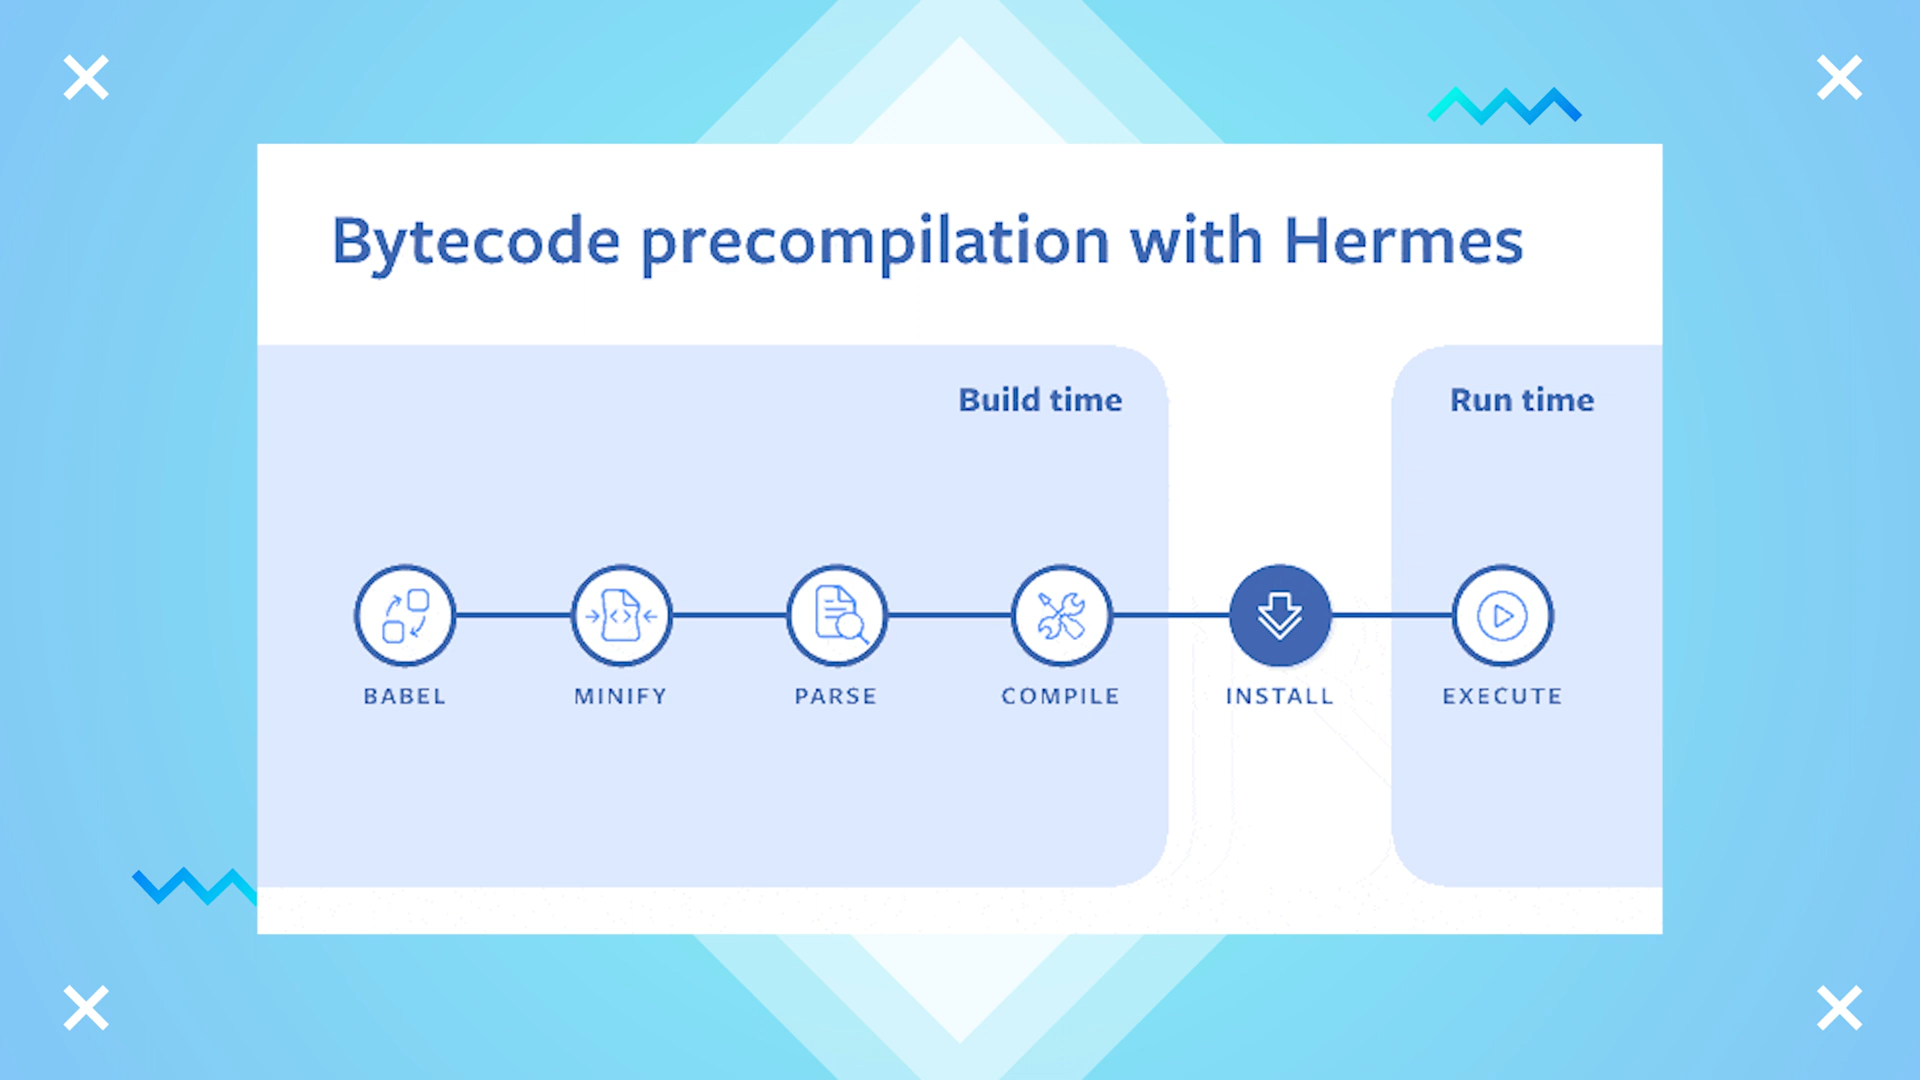 Bytecode precompilation with Hermes
Build time
Run time
BABEL
MINIFY
PARSE
COMPILE
INSTALL
EXECUTE